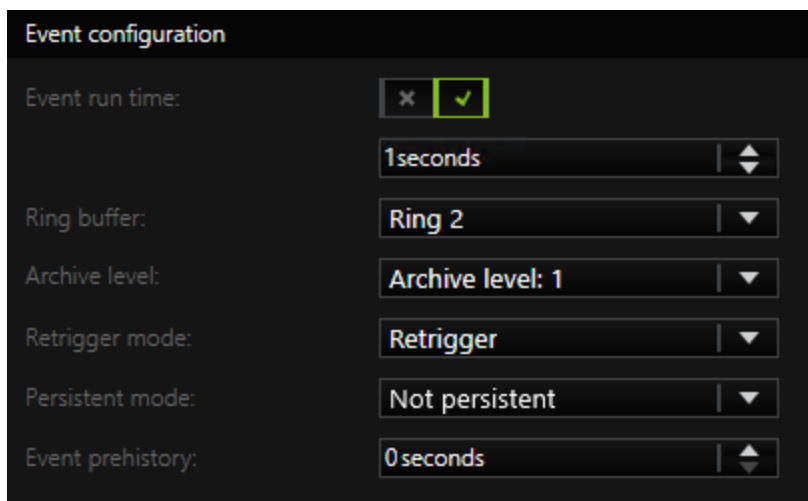 Event configuration
Event run time:
1seconds
Ring buffer: Ring 2
Archive level: Archive level: 1
Retrigger mode: Retrigger
Persistent mode: Not persistent
Event prehistory: 0 seconds